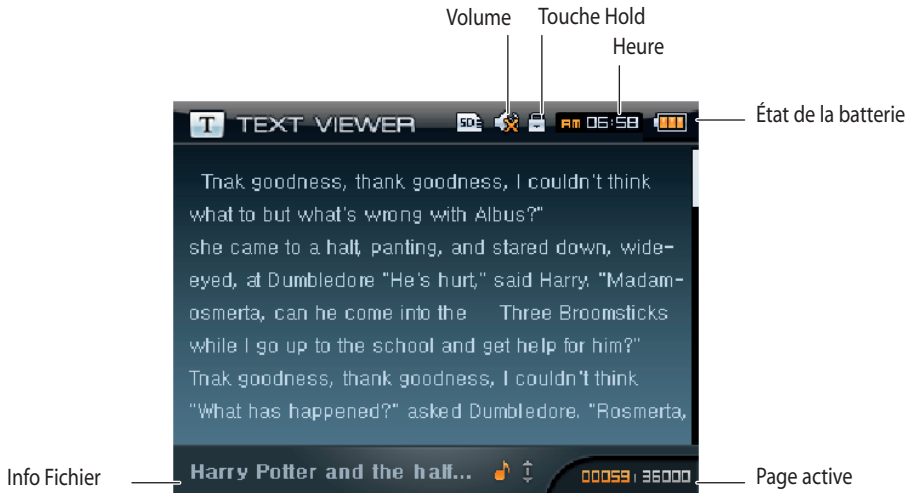 Volume
Touche Hold
Heure
T TEXT VIEWER SD AM 06:58
État de la batterie
Tnak goodness, thank goodness, I couldn't think
what to but what's wrong with Albus?"
she came to a halt, panting, and stared down, wide-
eyed, at Dumbledore "He's hurt," said Harry. "Madam-
osmerta, can he come into the Three Broomsticks
while I go up to the school and get help for him?"
Tnak goodness, thank goodness, I couldn't think
"What has happened?" asked Dumbledore. "Rosmerta,
Info Fichier
Harry Potter and the half... 00059 36000
Page active